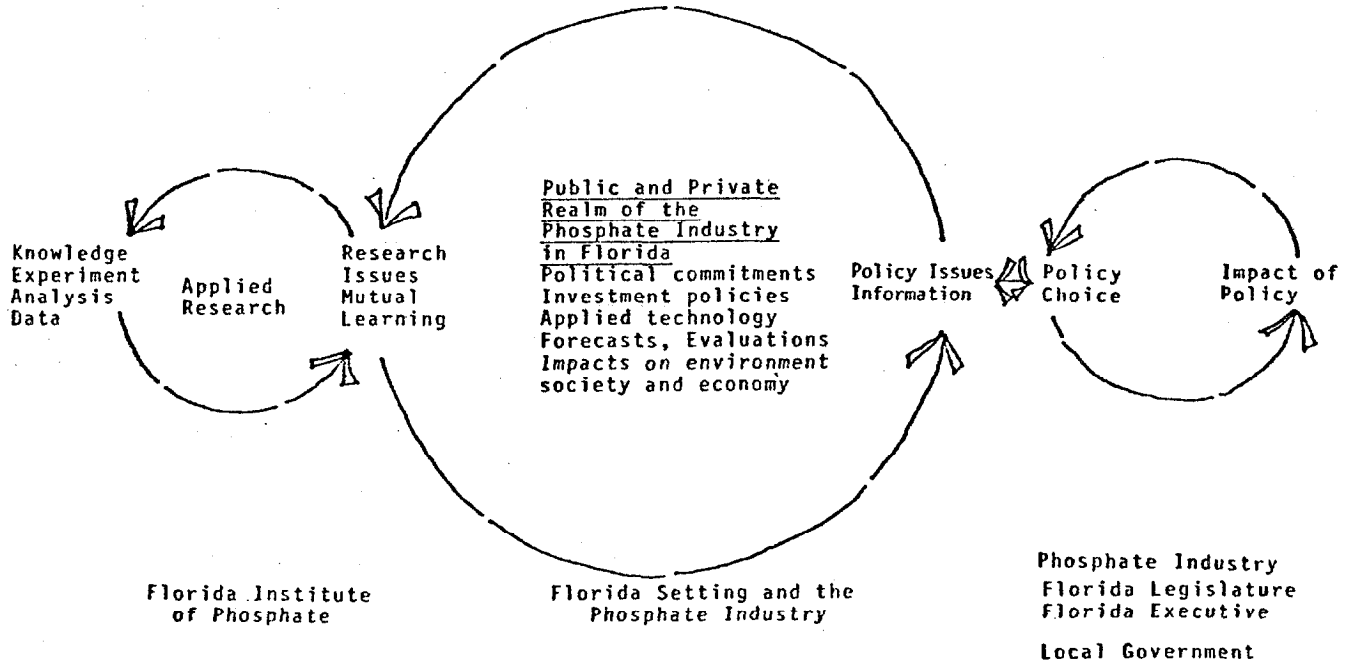 Knowledge
Experiment
Analysis
Data
Applied
Research
Research
Issues
Mutual
Learning
Public and Private
Realm of the
Phosphate Industry
in Florida
Political commitments
Investment policies
Applied technology
Forecasts, Evaluations
Impacts on environment
society and economy
Policy Issues
Information
Policy
Choice
Impact of
Policy
Florida Institute
of Phosphate
Florida Setting and the
Phosphate Industry
Phosphate Industry
Florida Legislature
Florida Executive
Local Government